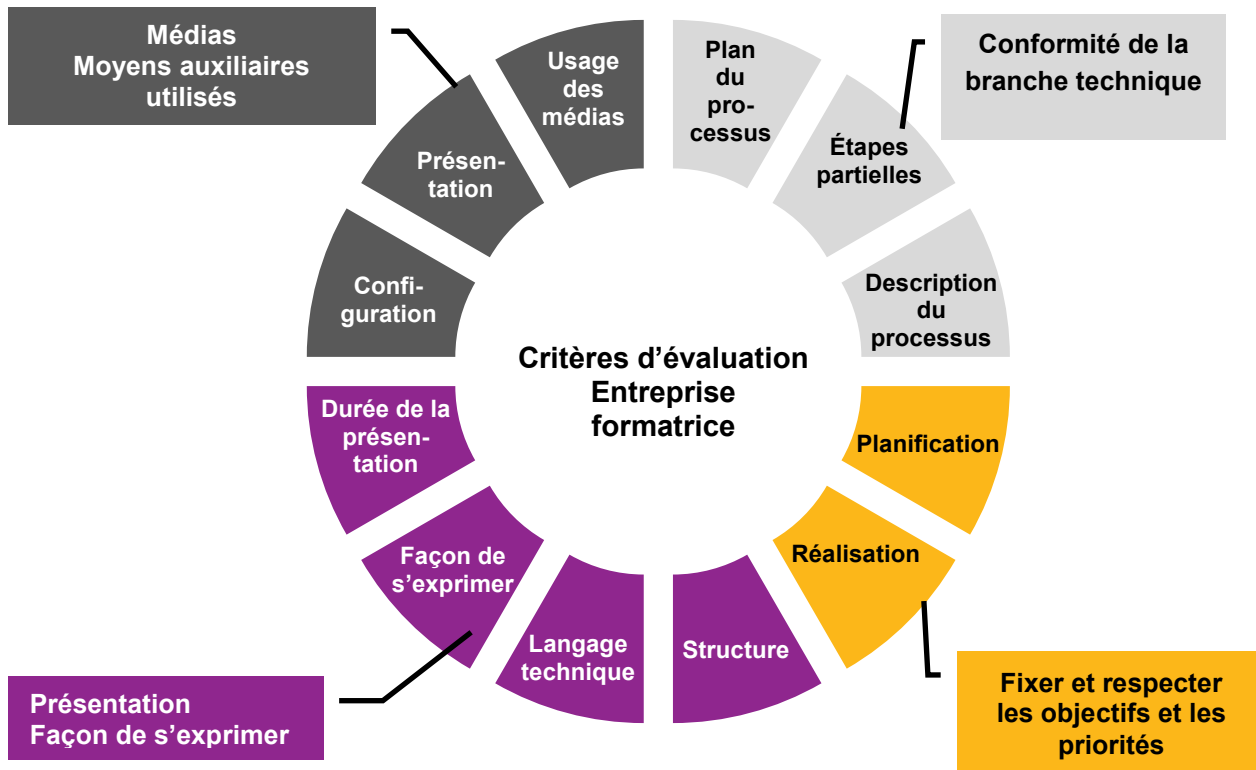 Médias
Moyens auxiliaires
utilisés
Usage
des
médias
Plan
du
pro-
cessus
Conformité de la
branche technique
Présen-
tation
Étapes
partielles
Confi-
guration
Description
du
processus
Critères d'évaluation
Entreprise
formatrice
Durée de la
présen-
tation
Planification
Façon de
s’exprimer
Réalisation
Langage
technique
Structure
Présentation
Façon de s’exprimer
Fixer et respecter
les objectifs et les
priorités